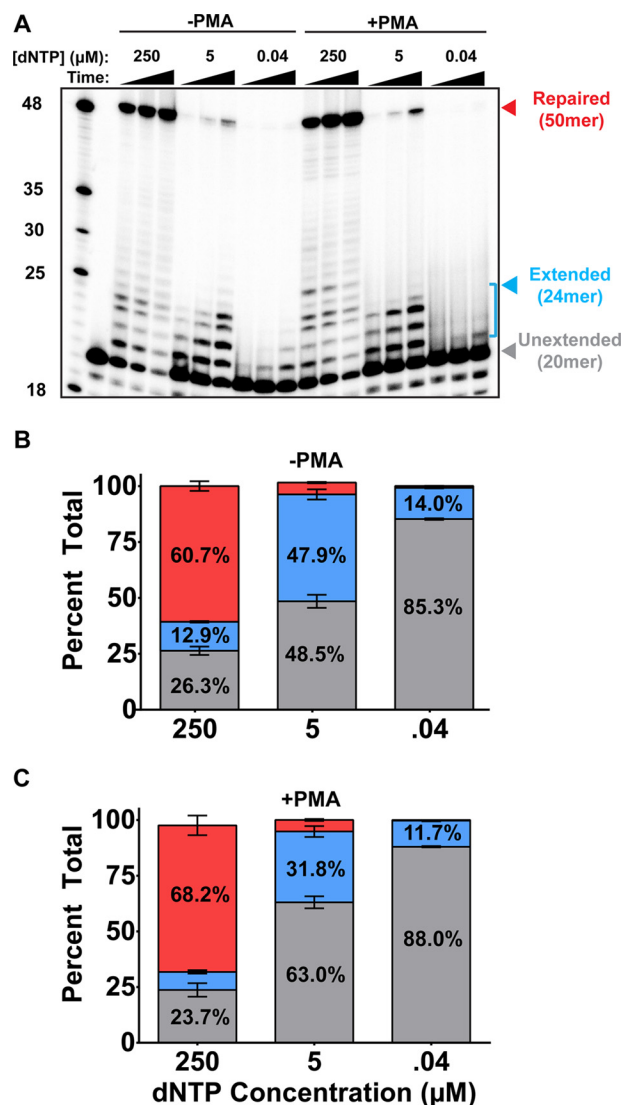 A
-PMA +PMA
[dNTP] (µM): 250 5 0.04 250 5 0.04
Time:
48
Repaired
(50mer)
35
30
25
Extended
(24mer)
Unextended
(20mer)
18
B
-PMA
Percent Total
100
75
50
25
0
60.7%
12.9%
26.3%
47.9%
48.5%
14.0%
85.3%
250 5 .04
C
+PMA
Percent Total
100
75
50
25
0
68.2%
23.7%
31.8%
63.0%
11.7%
88.0%
250 5 .04
dNTP Concentration (µM)